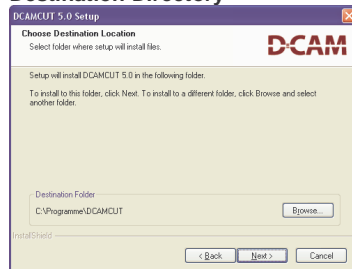 Destination Directory
DCAMCUT 5.0 Setup
Choose Destination Location
Select folder where setup will install files.
D-CAM
Setup will install DCAMCUT 5.0 in the following folder.
To install to this folder, click Next. To install to a different folder, click Browse and select
another folder.
Destination Folder
C:\Programme\DCAMCUT
Browse...
InstallShield
< Back
Next >
Cancel